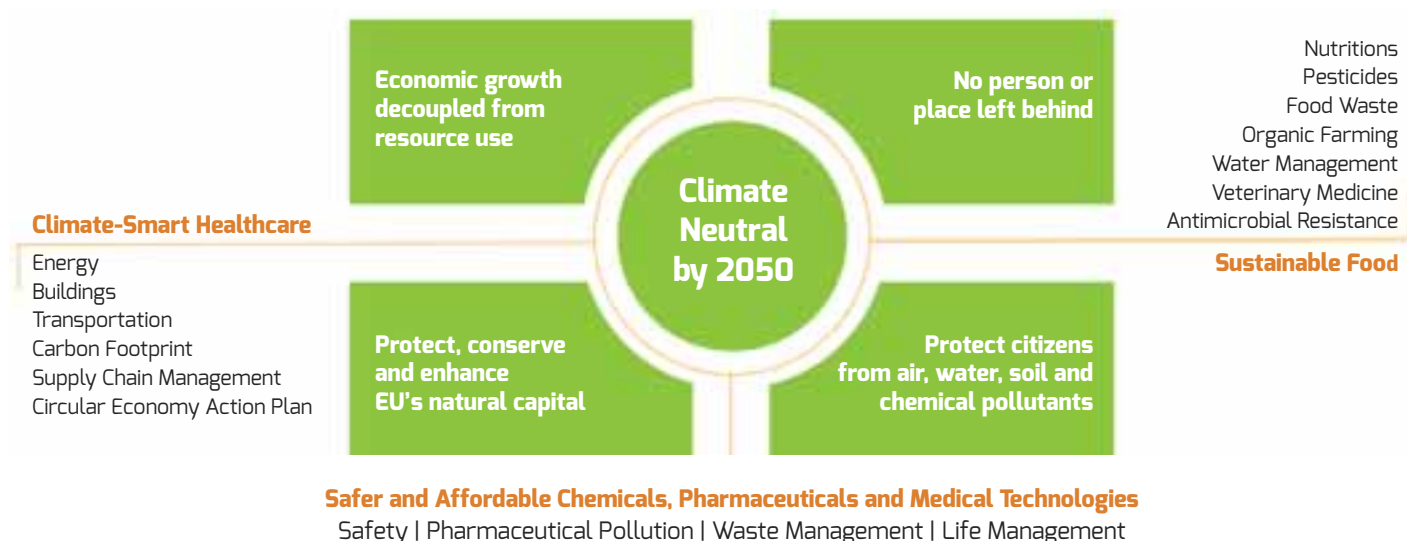 Economic growth
decoupled from
resource use
No person or
place left behind
Nutritions
Pesticides
Food Waste
Organic Farming
Water Management
Veterinary Medicine
Antimicrobial Resistance
Sustainable Food
Climate
Neutral
by 2050
Climate-Smart Healthcare
Energy
Buildings
Transportation
Carbon Footprint
Supply Chain Management
Circular Economy Action Plan
Protect, conserve
and enhance
EU's natural capital
Protect citizens
from air, water, soil and
chemical pollutants
Safer and Affordable Chemicals, Pharmaceuticals and Medical Technologies
Safety | Pharmaceutical Pollution | Waste Management | Life Management